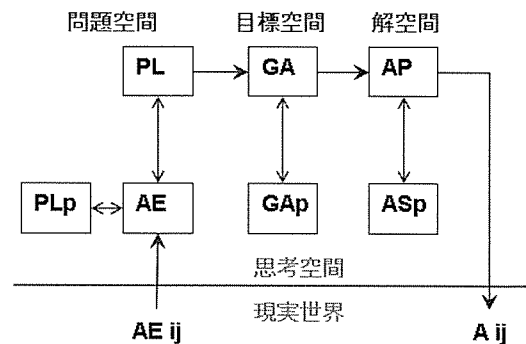 問題空間 目標空間 解空間
PL GA AP
PLp AE GAp ASp
思考空間
現実世界
AE ij A ij